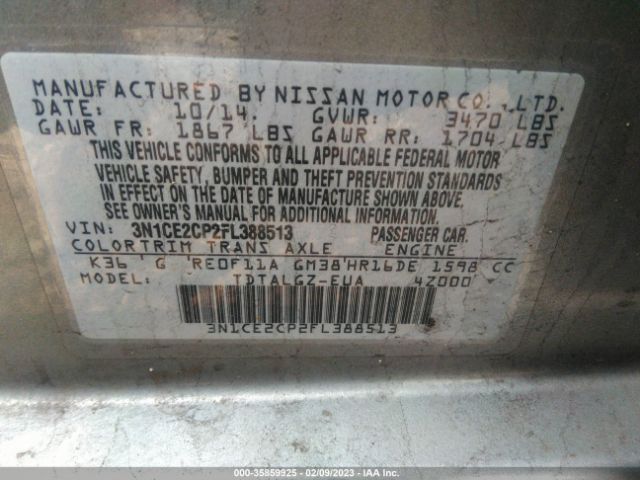 MANUFACTURED BY NISSAN MOTOR CO., LTD.
DATE: 10/14. GVWR: 3470 LBS
GAWR FR: 1867 LBS GAWR RR: 1704 LBS
THIS VEHICLE CONFORMS TO ALL APPLICABLE FEDERAL MOTOR
VEHICLE SAFETY, BUMPER AND THEFT PREVENTION STANDARDS
IN EFFECT ON THE DATE OF MANUFACTURE SHOWN ABOVE.
SEE OWNER'S MANUAL FOR ADDITIONAL INFORMATION.
VIN: 3N1CE2CP2FL388513 PASSENGER CAR.
COLOR TRIM TRANS AXLE ENGINE
K36 G RE0F11A GM38 HR16DE 1598 CC
MODEL: TDTALGZ-EUA 4Z000
3N1CE2CP2FL388513
000-35859925 - 02/09/2023 - IAA Inc.